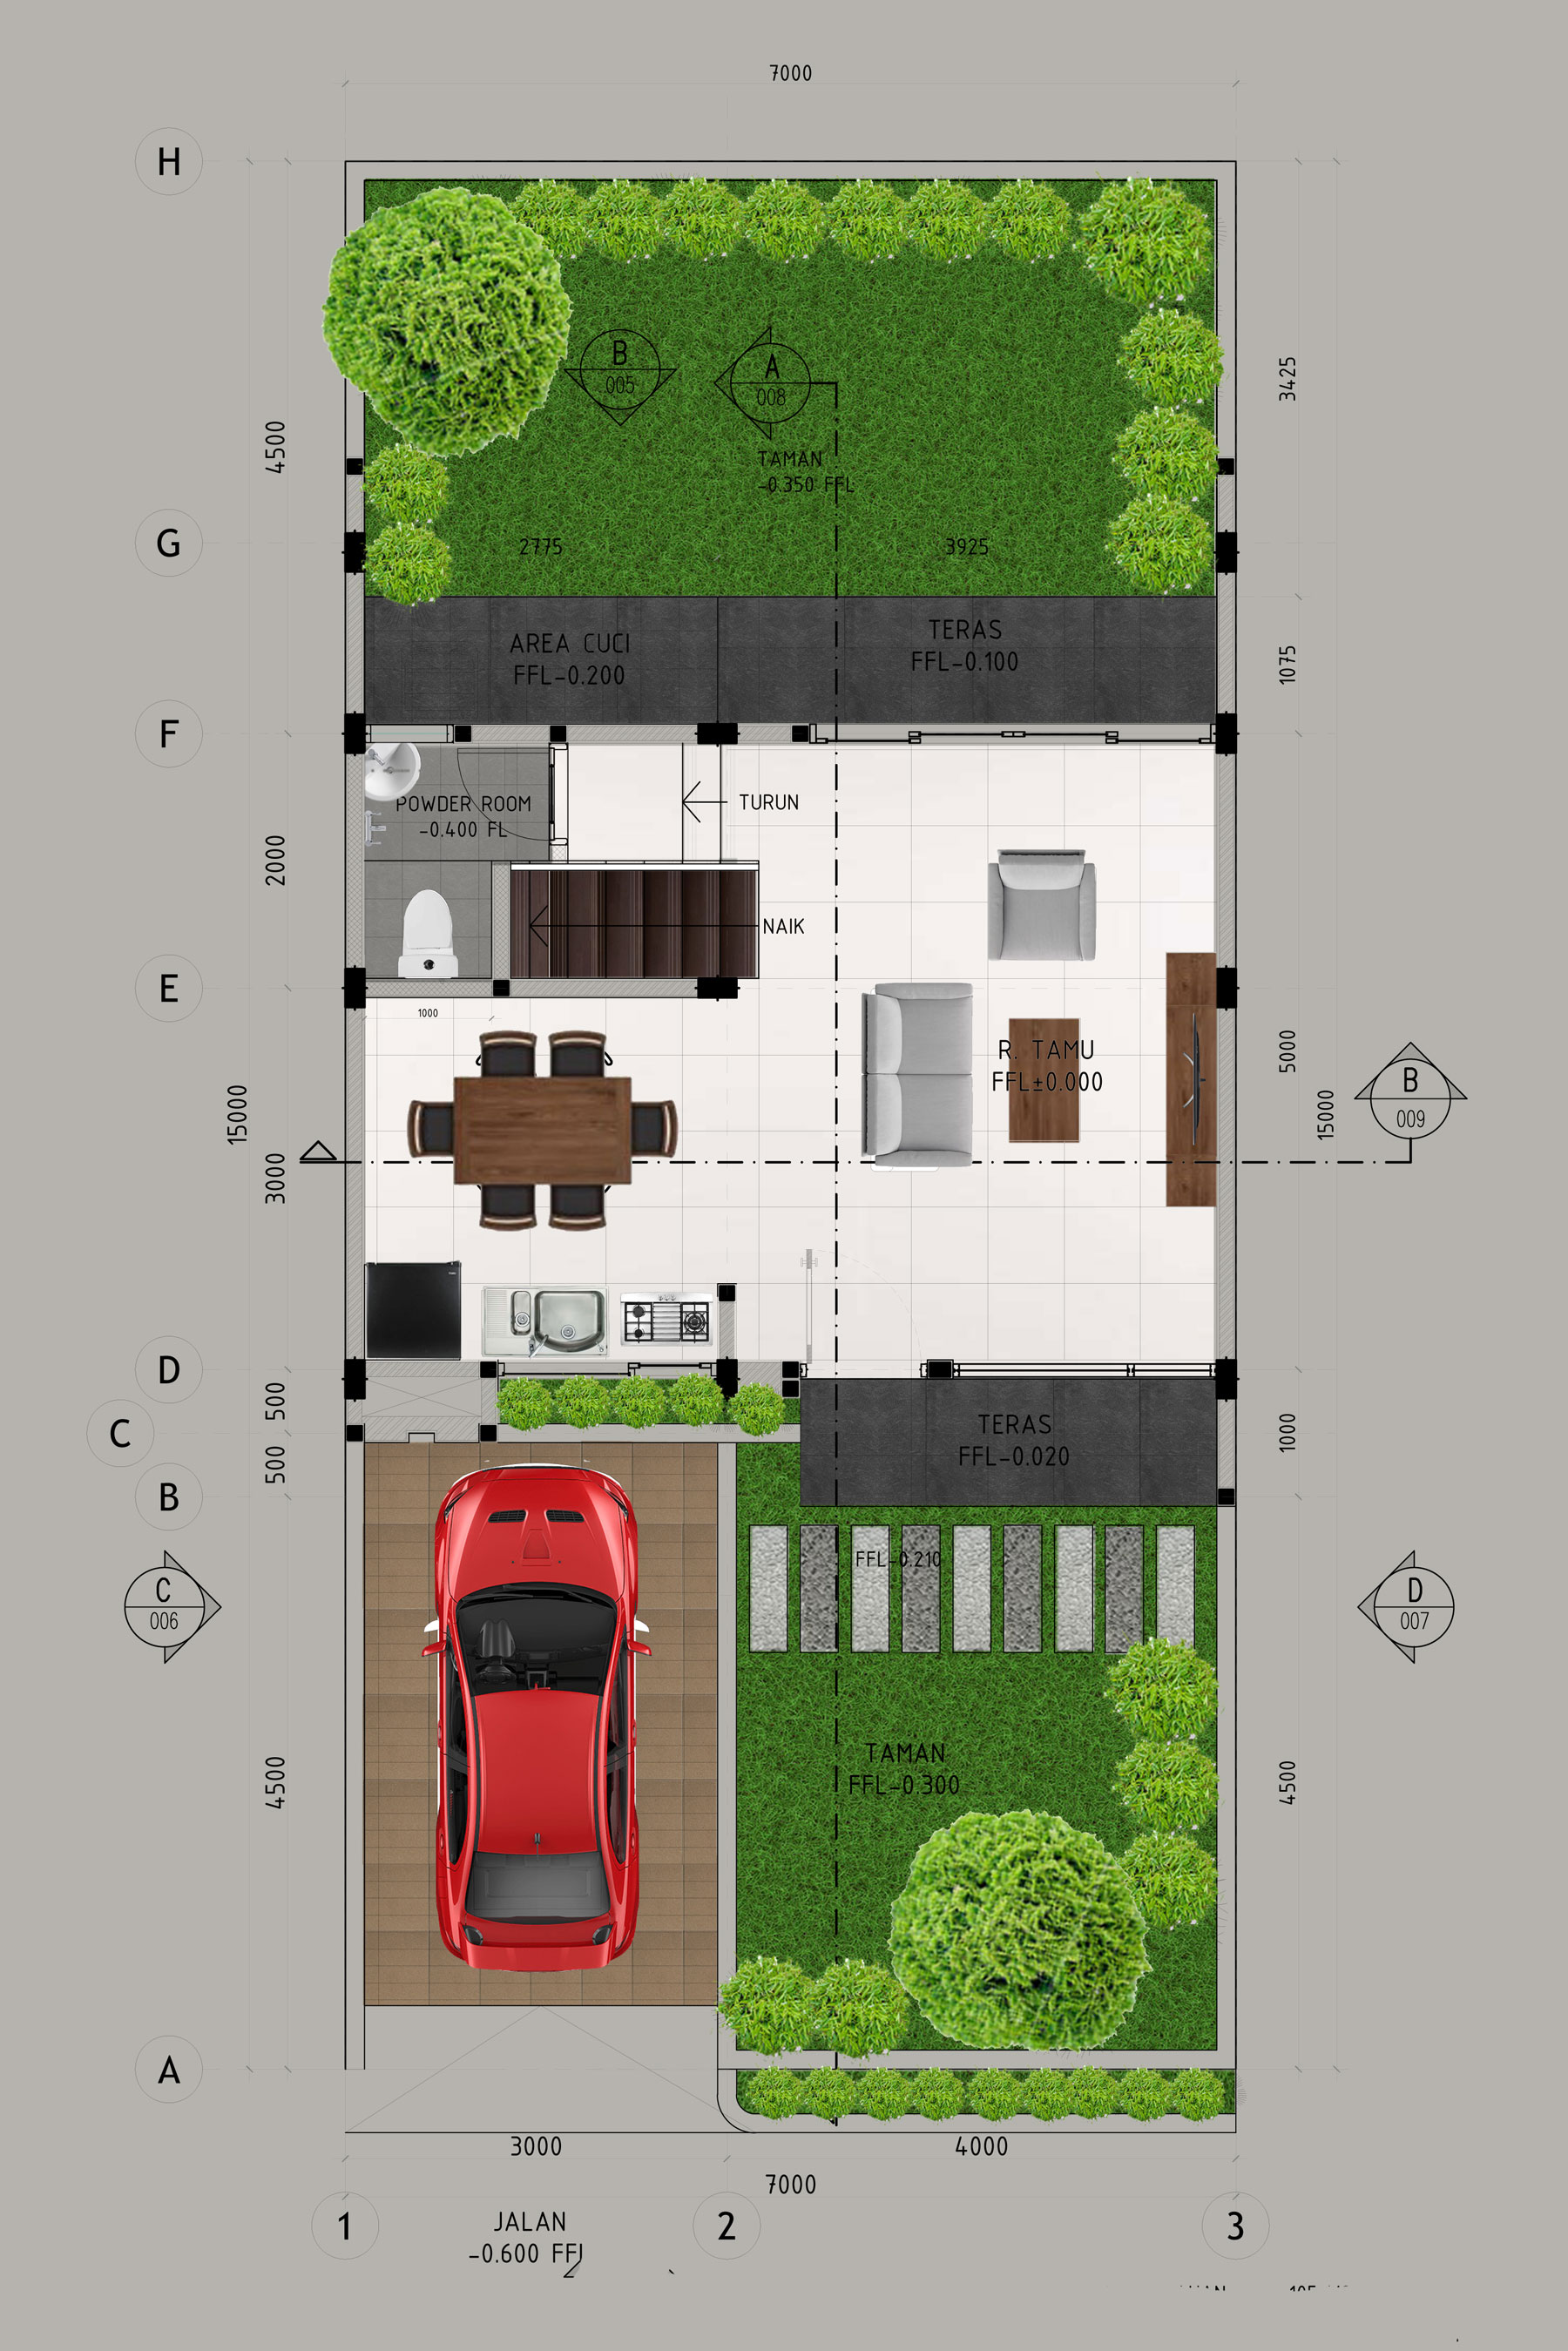 7000
H
B
005
A
008
3425
4500
TAMAN
-0.350 FFL
G
2775
3925
AREA CUCI
FFL-0.200
TERAS
FFL-0.100
1075
F
POWDER ROOM
-0.400 FL
TURUN
2000
NAIK
E
1000
R. TAMU
FFL±0.000
5000
B
009
15000
15000
3000
D
500
C
TERAS
FFL-0.020
1000
500
B
FFL-0.210
C
006
D
007
TAMAN
FFL-0.300
4500
4500
A
3000
4000
7000
1
2
3
JALAN
-0.600 FFL